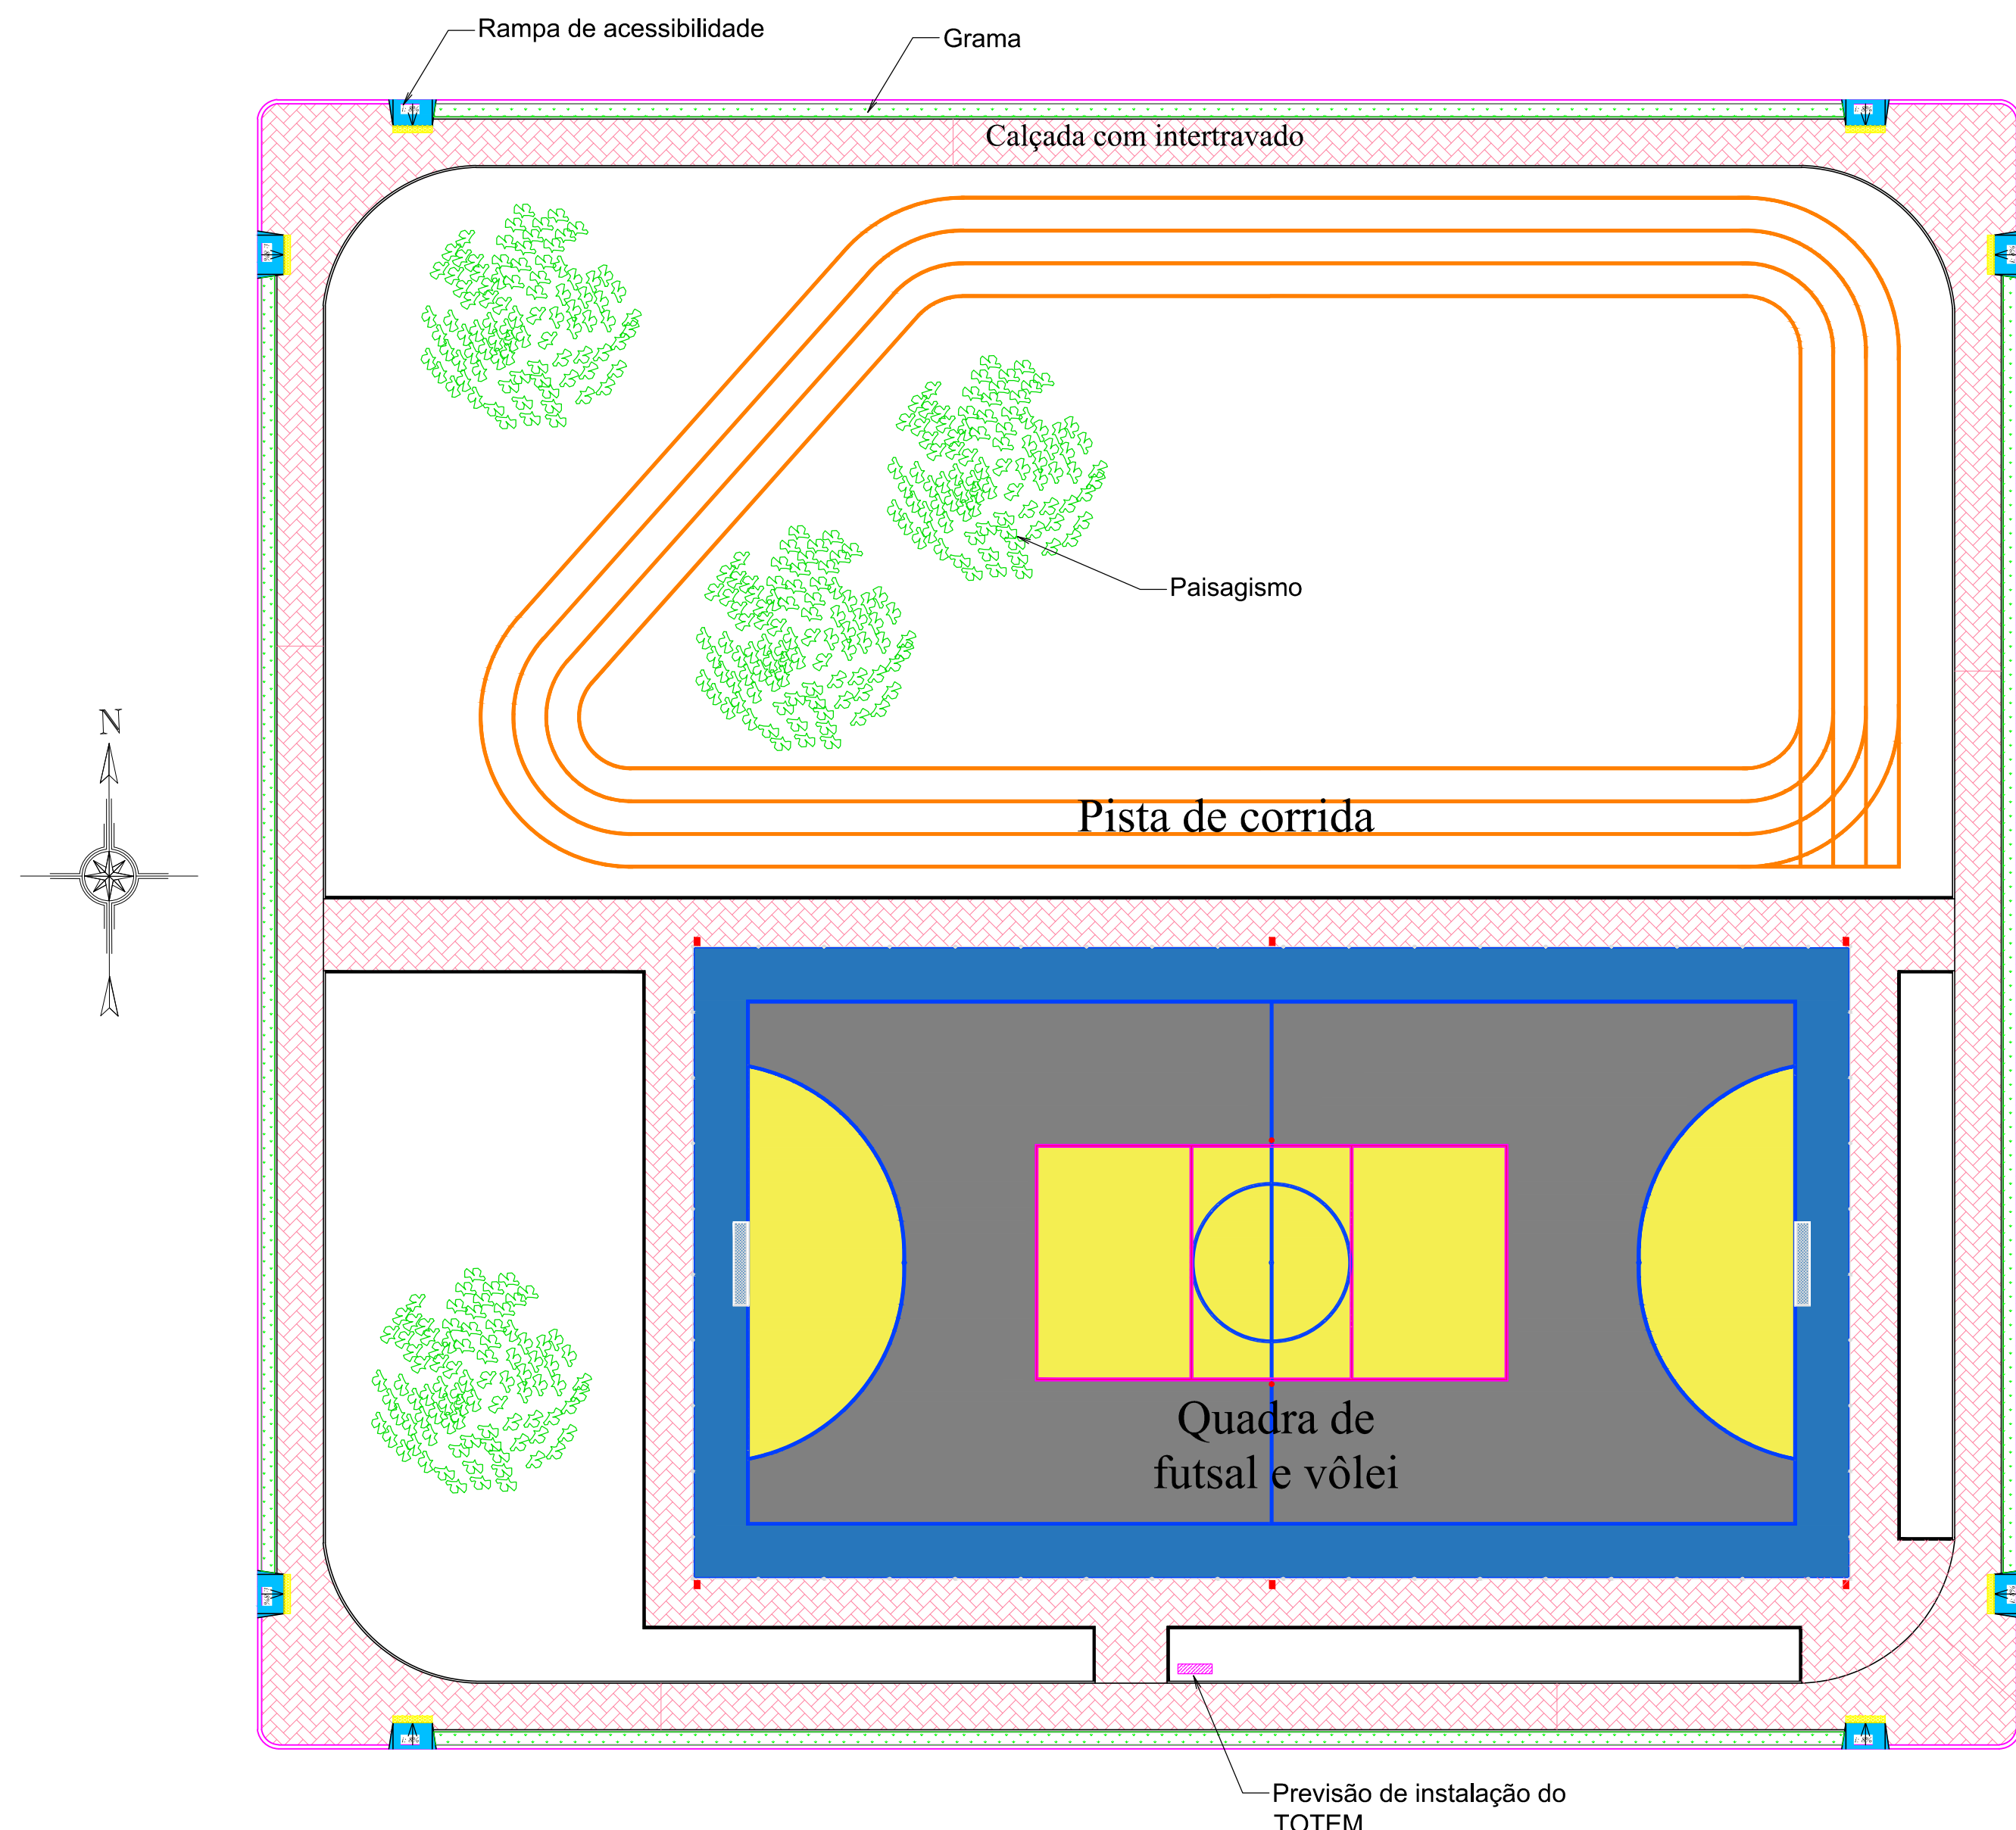 Rampa de acessibilidade
Grama
Calçada com intertravado
Paisagismo
N
Pista de corrida
Quadra de
futsal e vôlei
Previsão de instalação do
TOTEM